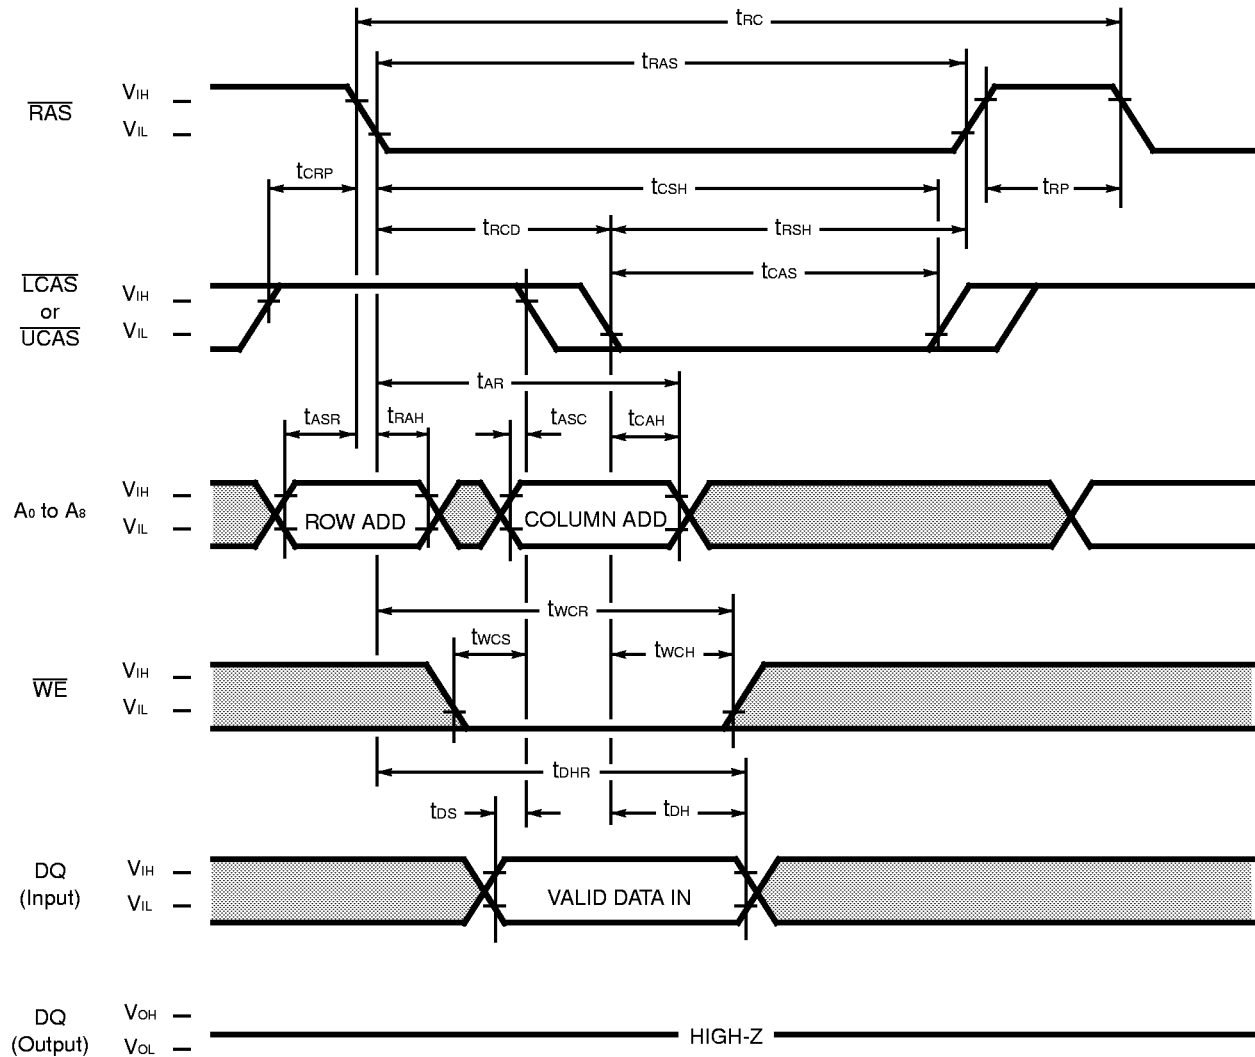 tRC
tRAS
RAS
VIH
VIL
tCRP
tCSH
tRP
tRCD
tRSH
tCAS
LCAS
or
UCAS
VIH
VIL
tAR
tASR
tRAH
tASC
tCAH
A0 to A8
VIH
VIL
ROW ADD
COLUMN ADD
tWCR
tWCS
tWCH
WE
VIH
VIL
tDHR
tDS
tDH
DQ
(Input)
VIH
VIL
VALID DATA IN
DQ
(Output)
VOH
VOL
HIGH-Z